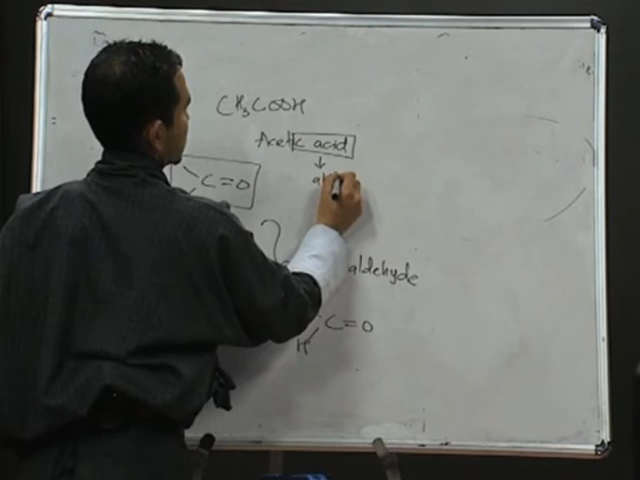 CH₃COOH
Acetic acid
↓
C=O
aldehyde
C=O
H